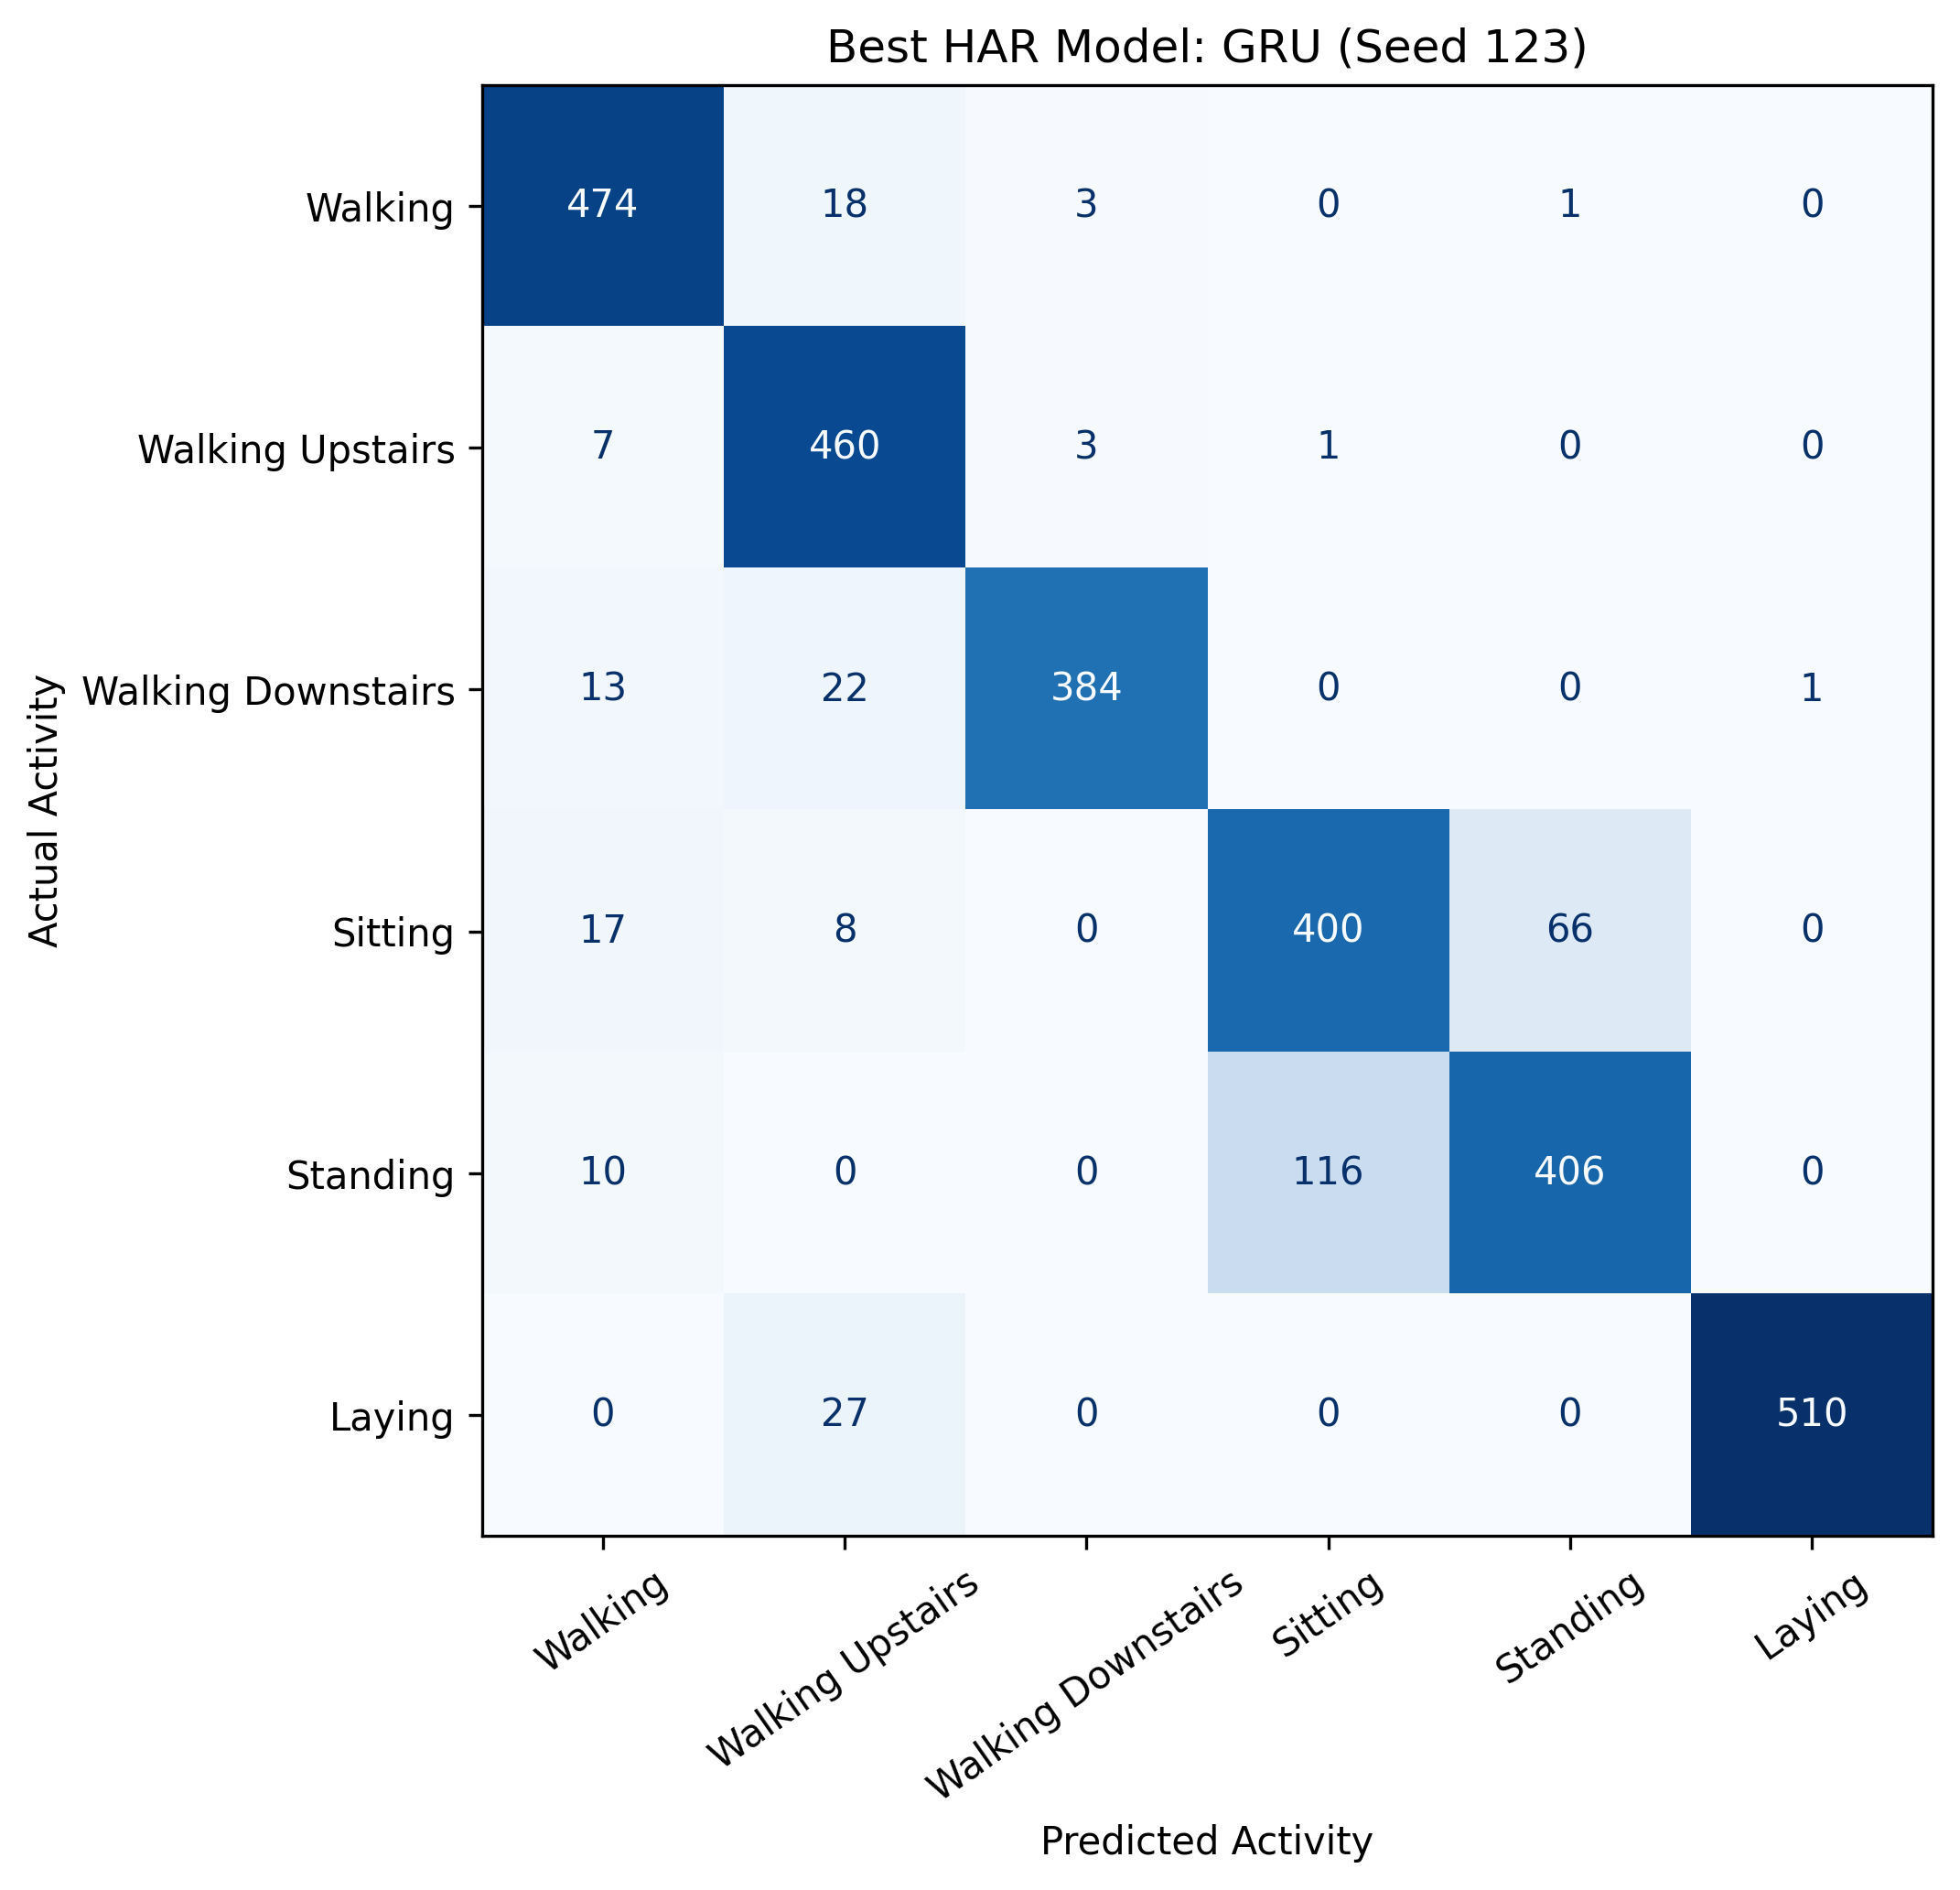 Best HAR Model: GRU (Seed 123)
Actual Activity
Walking 474 18 3 0 1 0
Walking Upstairs 7 460 3 1 0 0
Walking Downstairs 13 22 384 0 0 1
Sitting 17 8 0 400 66 0
Standing 10 0 0 116 406 0
Laying 0 27 0 0 0 510
Walking
Walking Upstairs
Walking Downstairs
Sitting
Standing
Laying
Predicted Activity